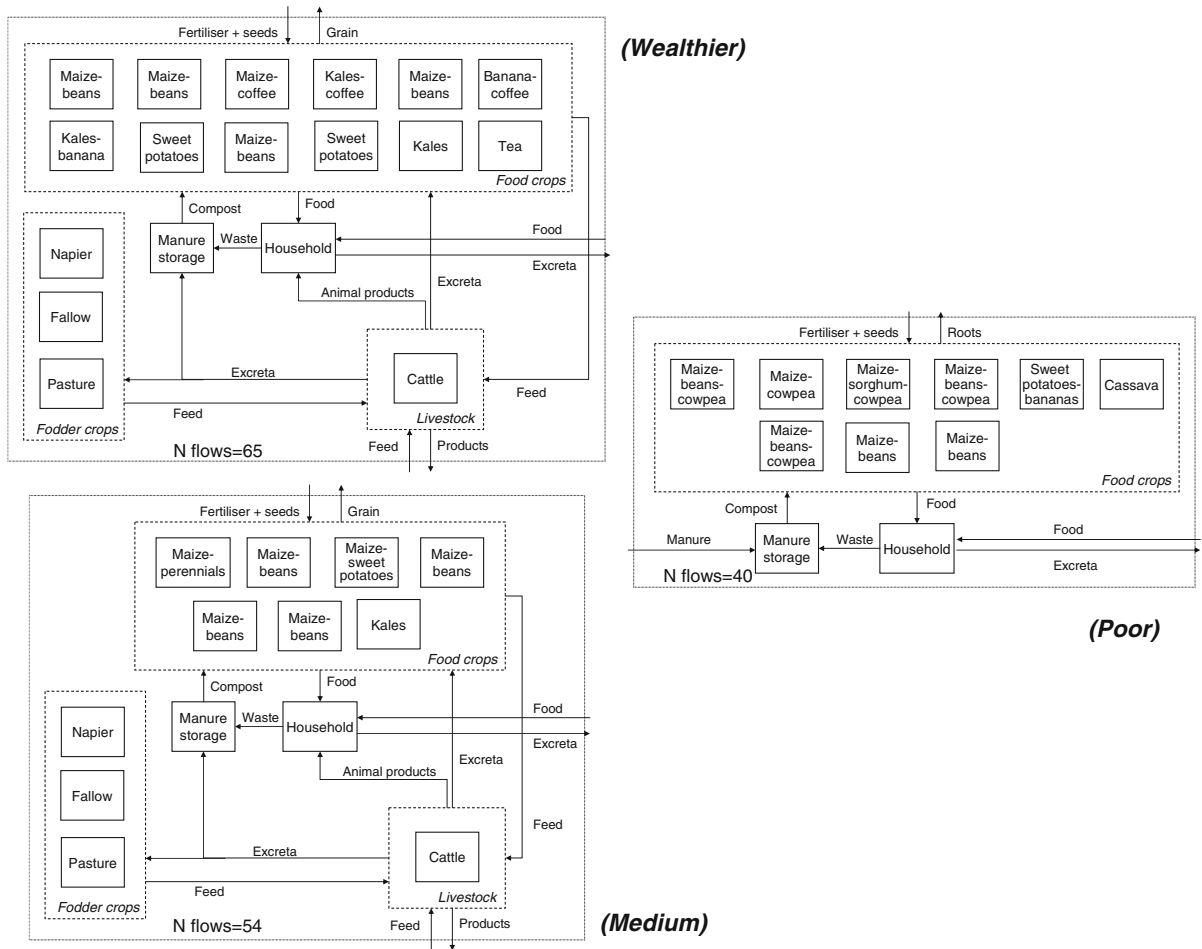 Fertiliser + seeds
Grain
(Wealthier)
Maize-
beans
Maize-
beans
Maize-
coffee
Kales-
coffee
Maize-
beans
Banana-
coffee
Kales-
banana
Sweet
potatoes
Maize-
beans
Sweet
potatoes
Kales
Tea
Food crops
Compost
Food
Napier
Fallow
Pasture
Fodder crops
Manure
storage
Waste
Household
Food
Excreta
Animal products
Excreta
Excreta
Feed
Cattle
Livestock
Feed
Feed
Products
N flows=65
Fertiliser + seeds
Grain
Maize-
perennials
Maize-
beans
Maize-
sweet
potatoes
Maize-
beans
Maize-
beans
Maize-
beans
Kales
Food crops
Compost
Food
Napier
Fallow
Pasture
Fodder crops
Manure
storage
Waste
Household
Food
Excreta
Animal products
Excreta
Excreta
Feed
Cattle
Livestock
Feed
Feed
Products
N flows=54
(Medium)
Fertiliser + seeds
Roots
Maize-
beans-
cowpea
Maize-
cowpea
Maize-
sorghum-
cowpea
Maize-
beans-
cowpea
Sweet
potatoes-
bananas
Cassava
Maize-
beans-
cowpea
Maize-
beans
Maize-
beans
Food crops
Compost
Food
Manure
Manure
storage
Waste
Household
Food
Excreta
N flows=40
(Poor)